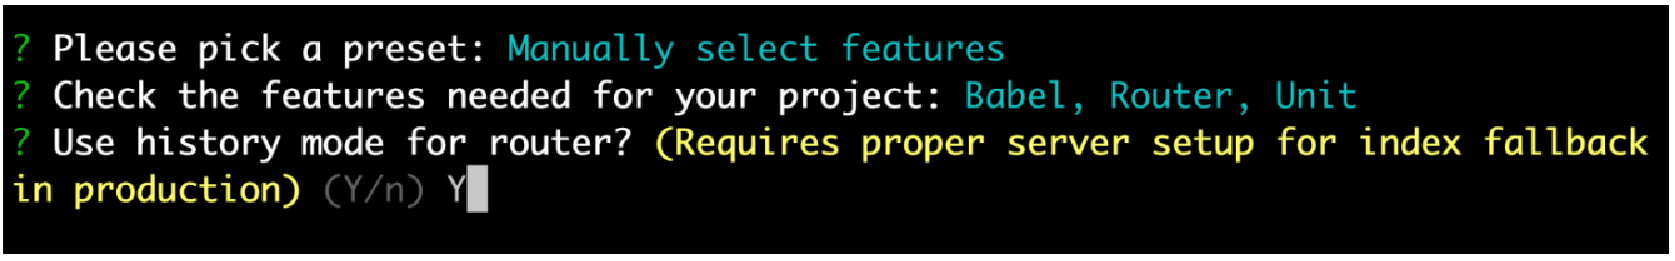 ? Please pick a preset: Manually select features
? Check the features needed for your project: Babel, Router, Unit
? Use history mode for router? (Requires proper server setup for index fallback
in production) (Y/n) Y